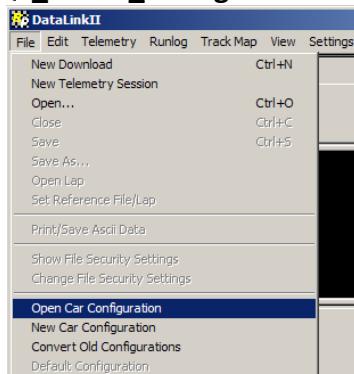 DataLinkII
File Edit Telemetry Runlog Track Map View Settings
New Download Ctrl+N
New Telemetry Session
Open... Ctrl+O
Close Ctrl+C
Save Ctrl+S
Save As...
Open Lap
Set Reference File/Lap
Print/Save Ascii Data
Show File Security Settings
Change File Security Settings
Open Car Configuration
New Car Configuration
Convert Old Configurations
Default Configuration